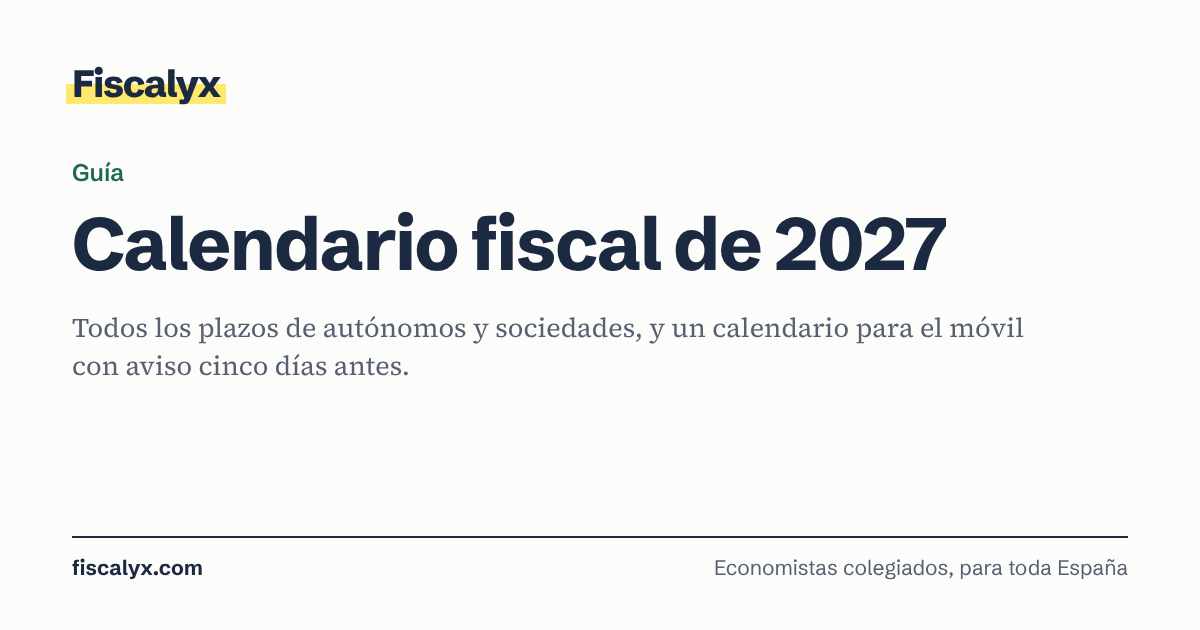 Fiscalyx
Guía
Calendario fiscal de 2027
Todos los plazos de autónomos y sociedades, y un calendario para el móvil
con aviso cinco días antes.
fiscalyx.com
Economistas colegiados, para toda España